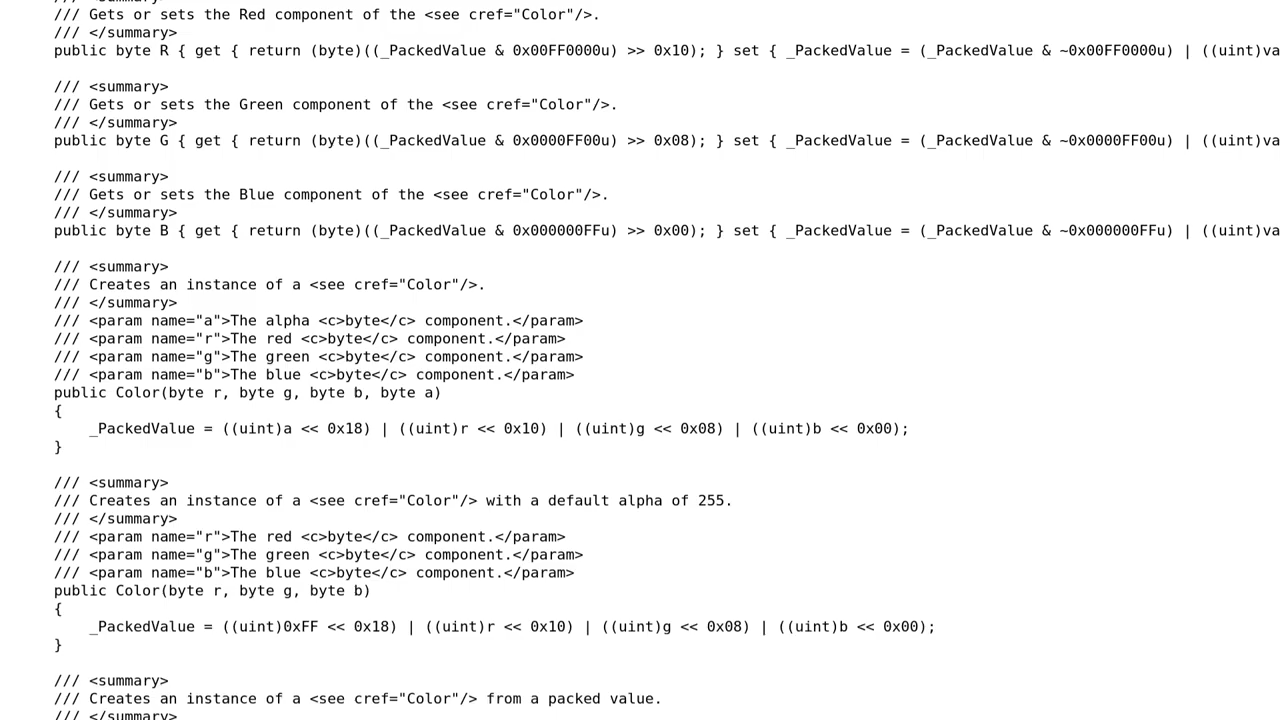 /// <summary>
/// Gets or sets the Red component of the <see cref="Color"/>.
/// </summary>
public byte R { get { return (byte)((_PackedValue & 0x00FF0000u) >> 0x10); } set { _PackedValue = (_PackedValue & ~0x00FF0000u) | ((uint)va
/// <summary>
/// Gets or sets the Green component of the <see cref="Color"/>.
/// </summary>
public byte G { get { return (byte)((_PackedValue & 0x0000FF00u) >> 0x08); } set { _PackedValue = (_PackedValue & ~0x0000FF00u) | ((uint)va
/// <summary>
/// Gets or sets the Blue component of the <see cref="Color"/>.
/// </summary>
public byte B { get { return (byte)((_PackedValue & 0x000000FFu) >> 0x00); } set { _PackedValue = (_PackedValue & ~0x000000FFu) | ((uint)va
/// <summary>
/// Creates an instance of a <see cref="Color"/>.
/// </summary>
/// <param name="a">The alpha <c>byte</c> component.</param>
/// <param name="r">The red <c>byte</c> component.</param>
/// <param name="g">The green <c>byte</c> component.</param>
/// <param name="b">The blue <c>byte</c> component.</param>
public Color(byte r, byte g, byte b, byte a)
{
_PackedValue = ((uint)a << 0x18) | ((uint)r << 0x10) | ((uint)g << 0x08) | ((uint)b << 0x00);
}
/// <summary>
/// Creates an instance of a <see cref="Color"/> with a default alpha of 255.
/// </summary>
/// <param name="r">The red <c>byte</c> component.</param>
/// <param name="g">The green <c>byte</c> component.</param>
/// <param name="b">The blue <c>byte</c> component.</param>
public Color(byte r, byte g, byte b)
{
_PackedValue = ((uint)0xFF << 0x18) | ((uint)r << 0x10) | ((uint)g << 0x08) | ((uint)b << 0x00);
}
/// <summary>
/// Creates an instance of a <see cref="Color"/> from a packed value.
/// </summary>